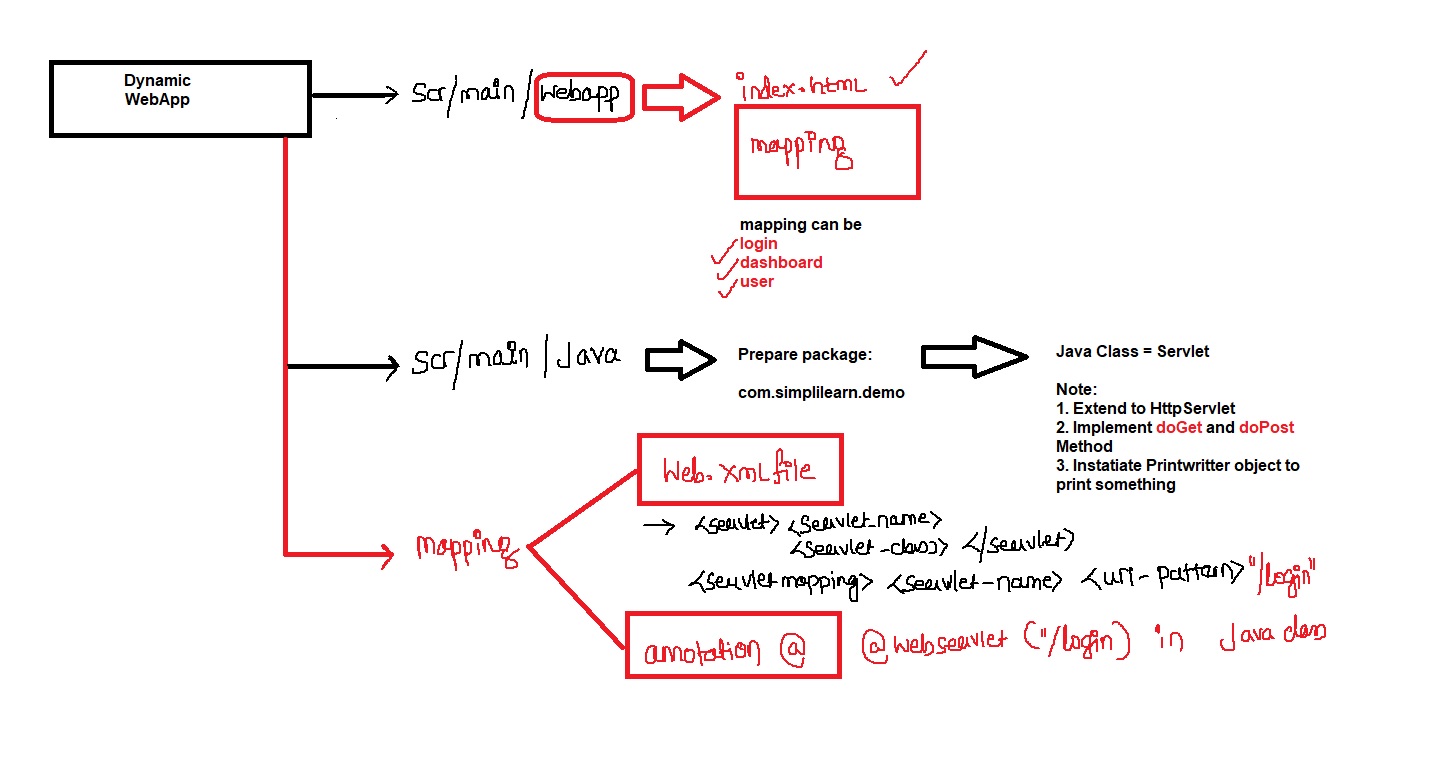 Dynamic
WebApp
Scr/main/webapp
index.html
mapping
mapping can be
login
dashboard
user
Scr/main/Java
Prepare package:
com.simplilearn.demo
Java Class = Servlet
Note:
1. Extend to HttpServlet
2. Implement doGet and doPost
Method
3. Instatiate Printwritter object to
print something
Web.xml file
mapping
→ <servlet> <Servlet-name>
<servlet-class> </servlet>
<servletmapping> <servlet-name> <url-pattarn> "/login"
annotation @
@webservlet ("/login) in Java class